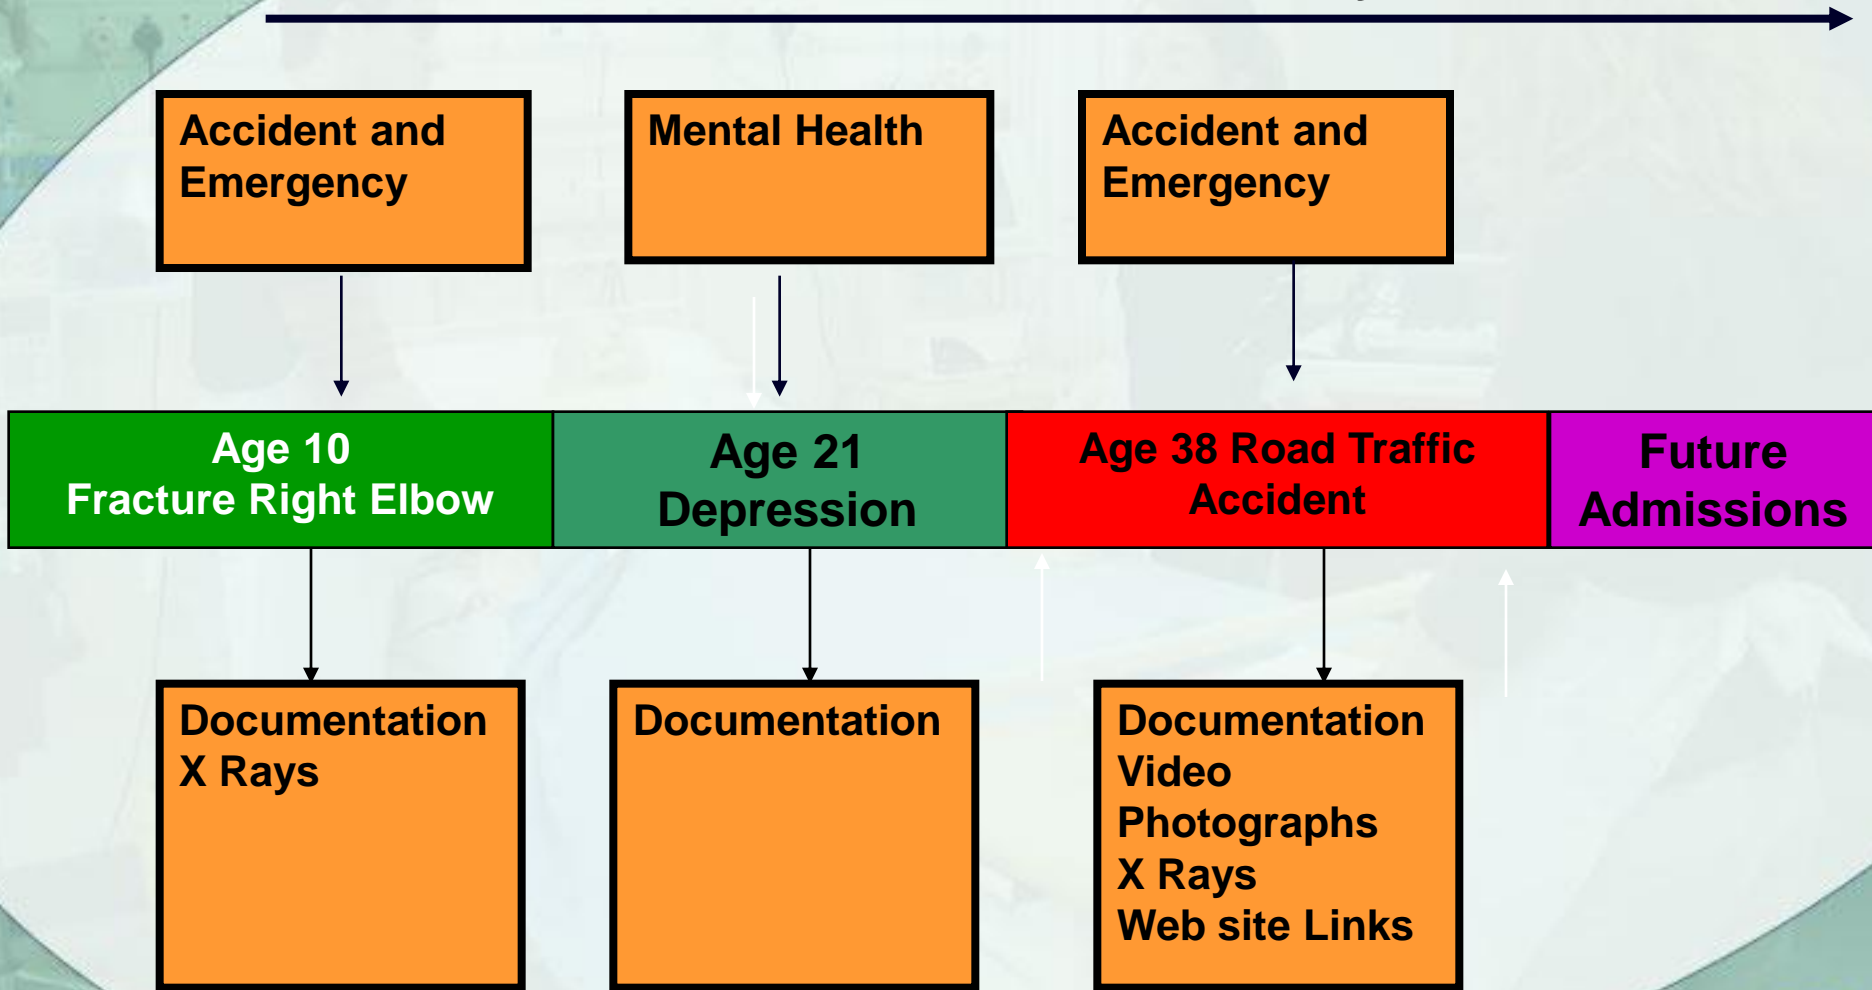 Accident and
Emergency
Mental Health
Accident and
Emergency
Age 10
Fracture Right Elbow
Age 21
Depression
Age 38 Road Traffic
Accident
Future
Admissions
Documentation
X Rays
Documentation
Documentation
Video
Photographs
X Rays
Web site Links